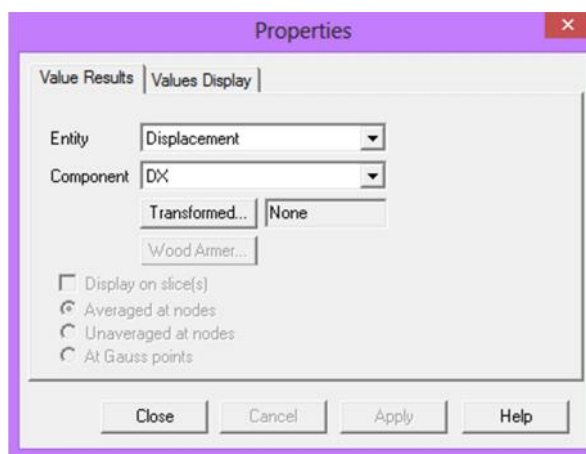 Properties
Value Results Values Display
Entity Displacement
Component DX
Transformed... None
Wood Armer...
Display on slice(s)
Averaged at nodes
Unaveraged at nodes
At Gauss points
Close Cancel Apply Help